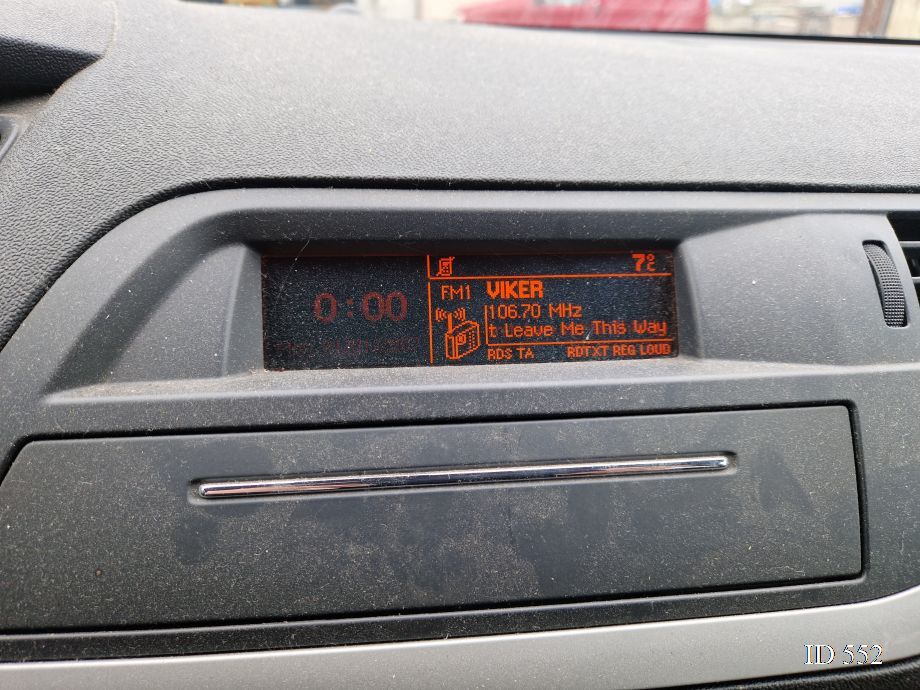 7°C
0:00
FM1 VIKER
106.70 MHz
t Leave Me This Way
RDS TA RDTXT REG LOUD
ID 552